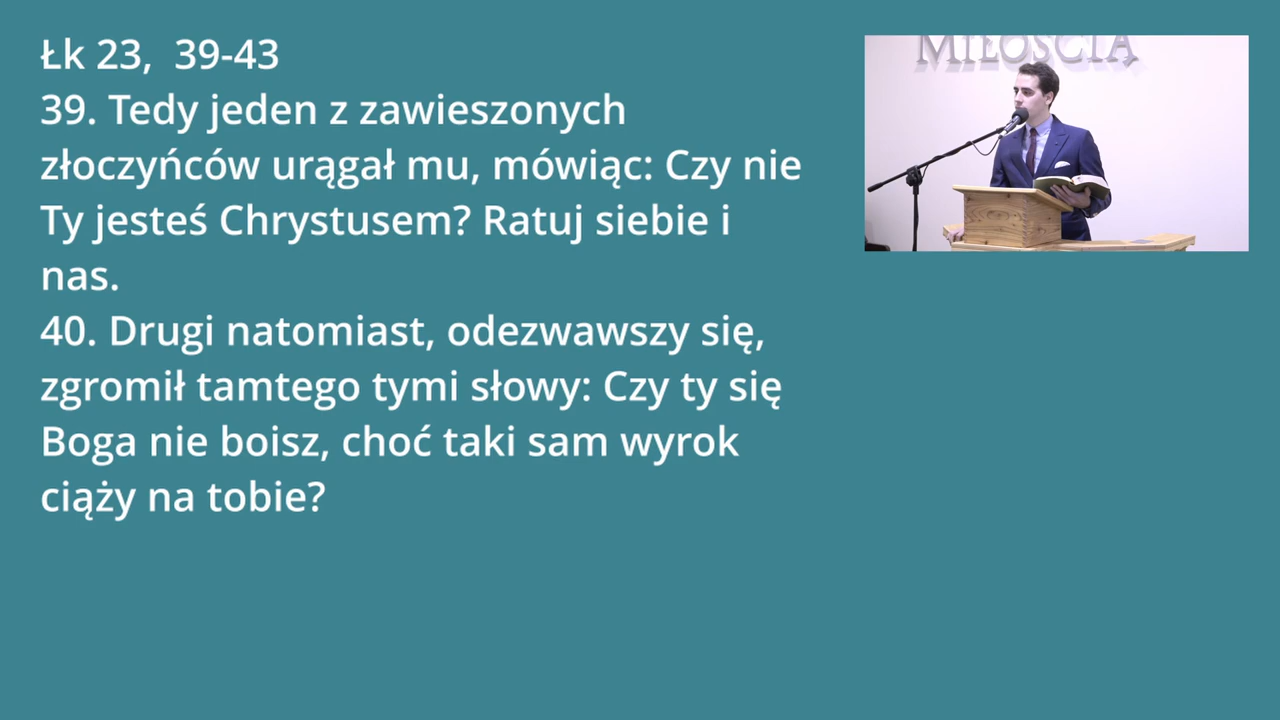 Łk 23,  39-43
39. Tedy jeden z zawieszonych
złoczyńców urągał mu, mówiąc: Czy nie
Ty jesteś Chrystusem? Ratuj siebie i
nas.
40. Drugi natomiast, odezwawszy się,
zgromił tamtego tymi słowy: Czy ty się
Boga nie boisz, choć taki sam wyrok
ciąży na tobie?
MIŁOŚCIĄ